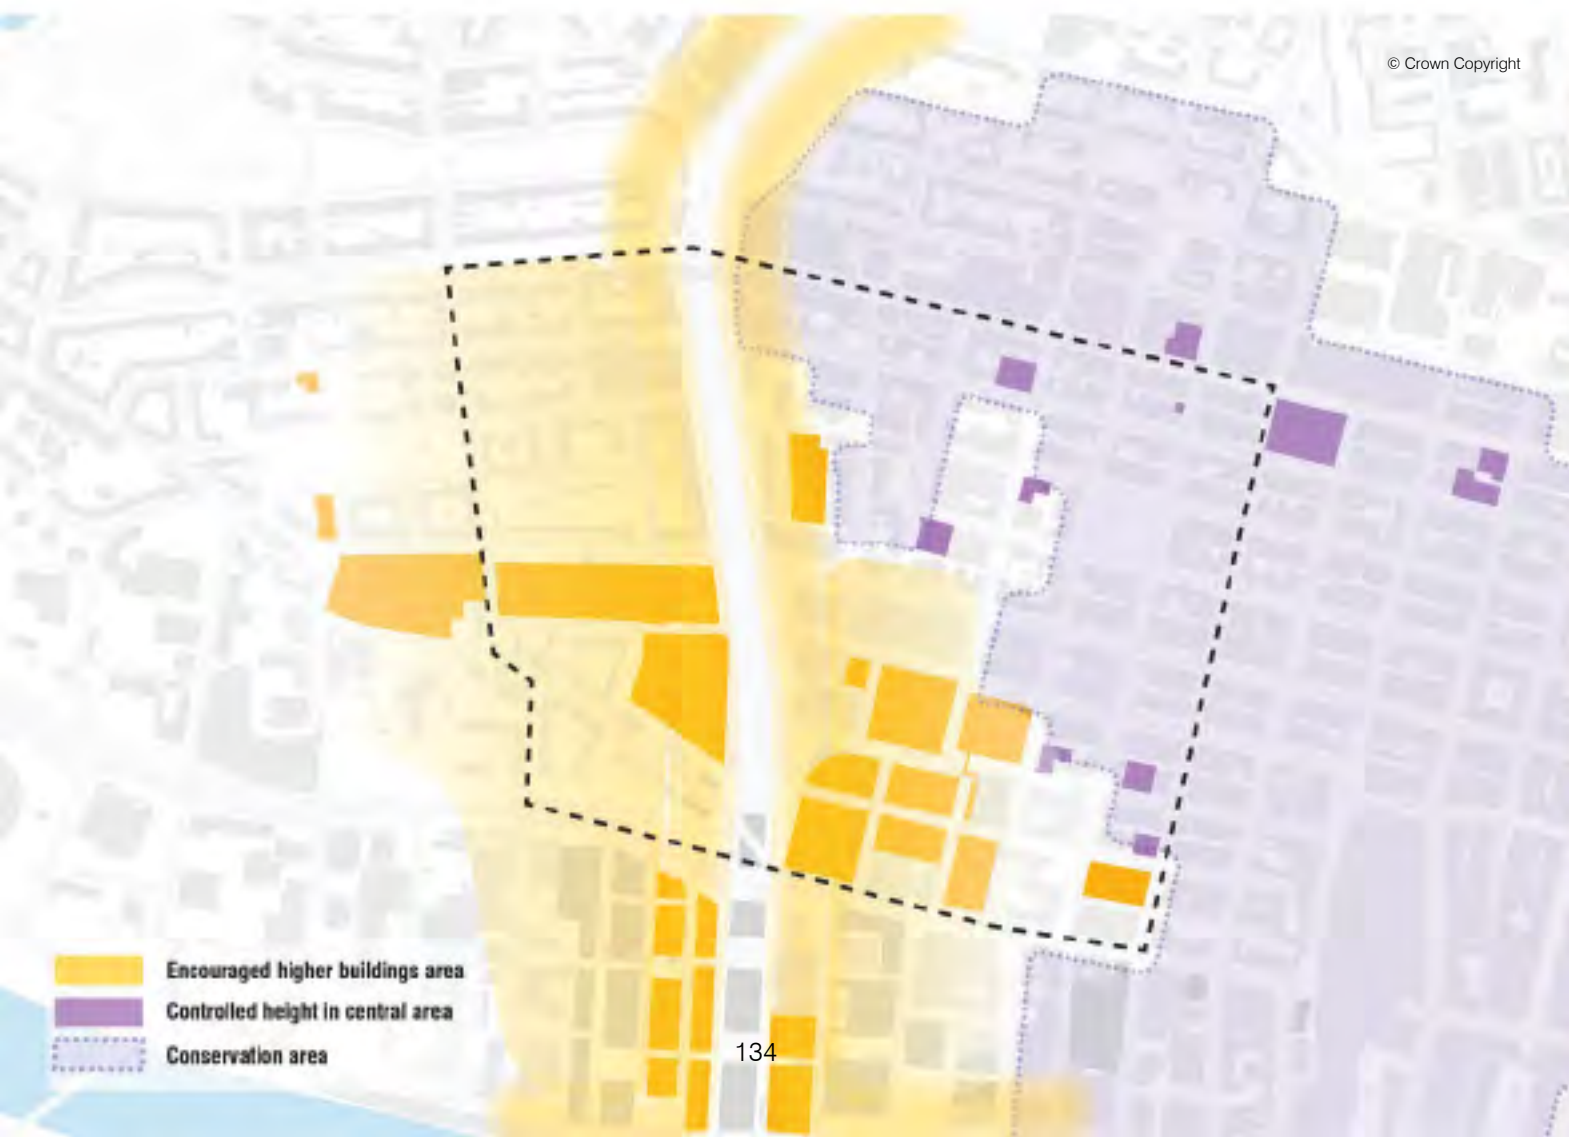 © Crown Copyright
Encouraged higher buildings area
Controlled height in central area
Conservation area
134